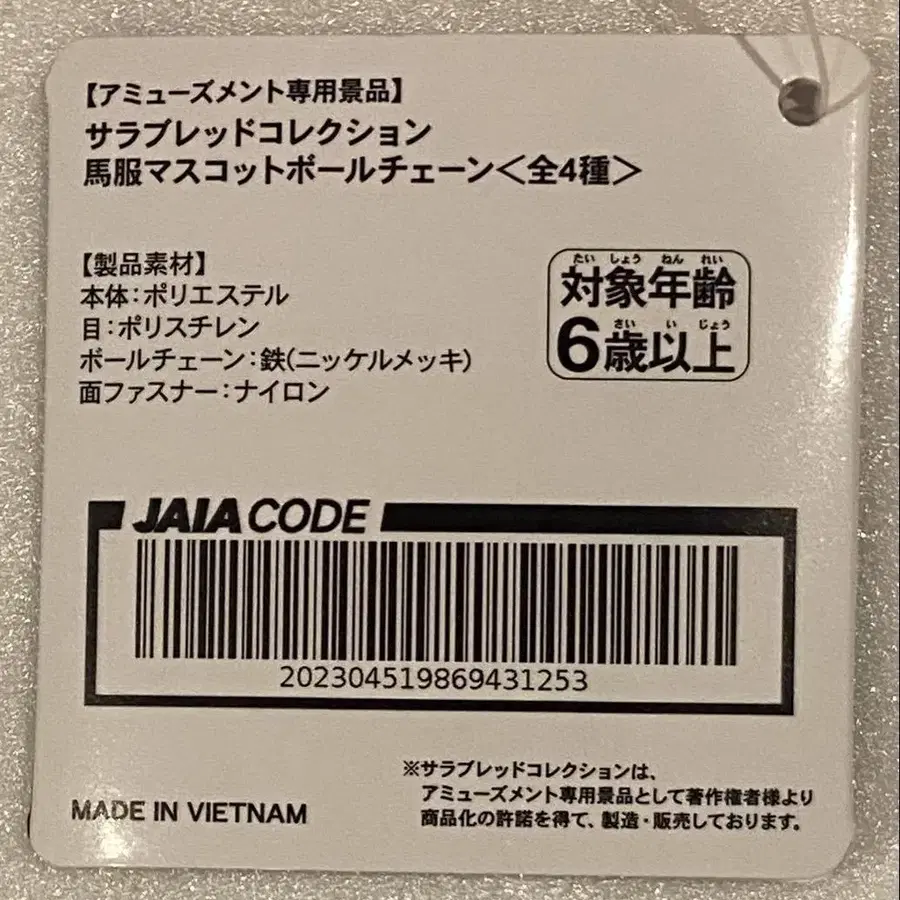 【アミューズメント専用景品】
サラブレッドコレクション
馬服マスコットボールチェーン＜全4種＞
【製品素材】
本体：ポリエステル
目：ポリスチレン
ボールチェーン：鉄(ニッケルメッキ)
面ファスナー：ナイロン
たい しょう ねん れい
対象年齢
さい い じょう
6歳以上
JAIA CODE
202304519869431253
MADE IN VIETNAM
※サラブレッドコレクションは、
アミューズメント専用景品として著作権者様より
商品化の許諾を得て、製造・販売しております。